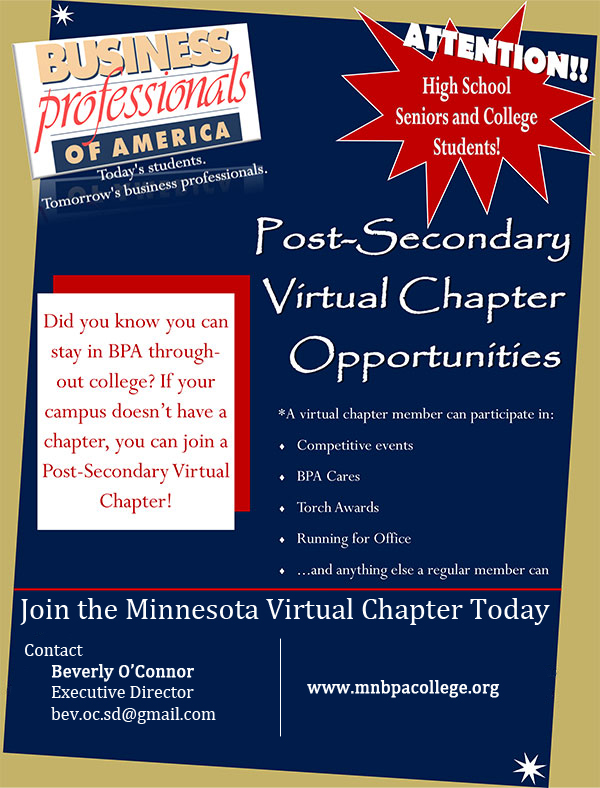 BUSINESS
professionals
OF AMERICA
Today's students.
Tomorrow's business professionals.
ATTENTION!!
High School
Seniors and College
Students!
Post-Secondary
Virtual Chapter
Opportunities
Did you know you can
stay in BPA through-
out college? If your
campus doesn't have a
chapter, you can join a
Post-Secondary Virtual
Chapter!
*A virtual chapter member can participate in:
♦ Competitive events
♦ BPA Cares
♦ Torch Awards
♦ Running for Office
♦ ...and anything else a regular member can
Join the Minnesota Virtual Chapter Today
Contact
Beverly O'Connor
Executive Director
bev.oc.sd@gmail.com
www.mnbpacollege.org